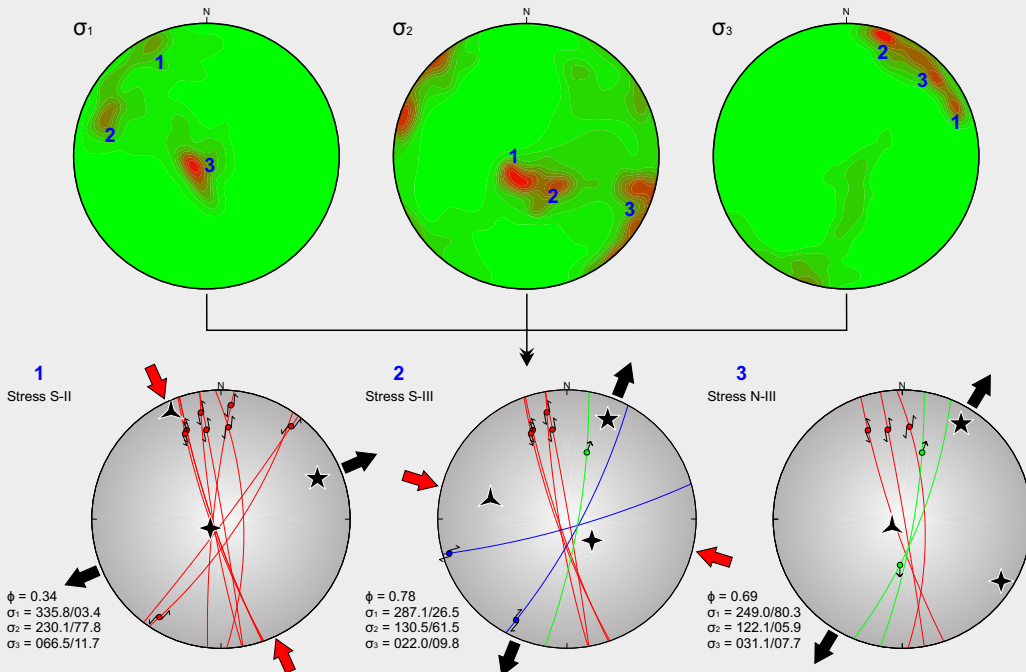 N
N
N
σ1
σ2
σ3
1
2
3
1
2
3
2
3
1
1
Stress S-II
N
ϕ = 0.34
σ1 = 335.8/03.4
σ2 = 230.1/77.8
σ3 = 066.5/11.7
2
Stress S-III
N
ϕ = 0.78
σ1 = 287.1/26.5
σ2 = 130.5/61.5
σ3 = 022.0/09.8
3
Stress N-III
N
ϕ = 0.69
σ1 = 249.0/80.3
σ2 = 122.1/05.9
σ3 = 031.1/07.7